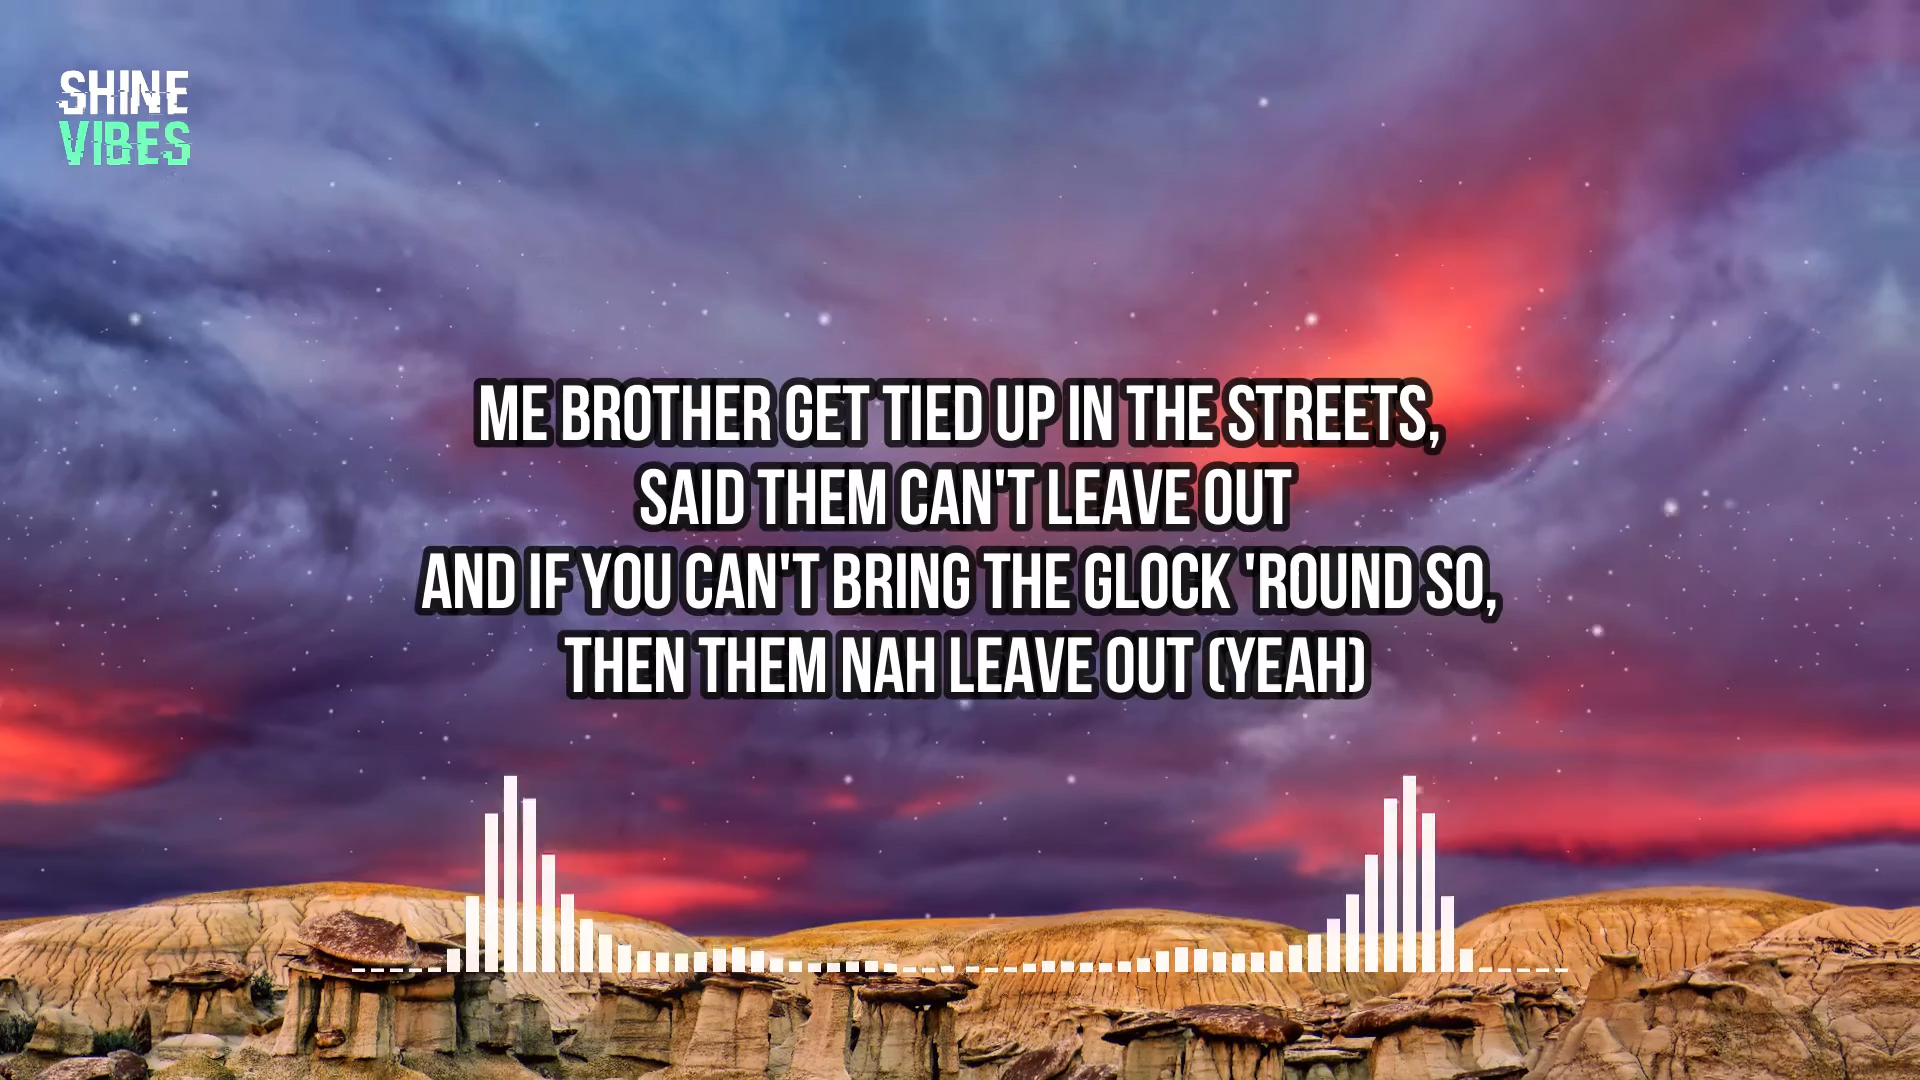 SHINE
VIBES
ME BROTHER GET TIED UP IN THE STREETS,
SAID THEM CAN'T LEAVE OUT
AND IF YOU CAN'T BRING THE GLOCK 'ROUND SO,
THEN THEM NAH LEAVE OUT (YEAH)